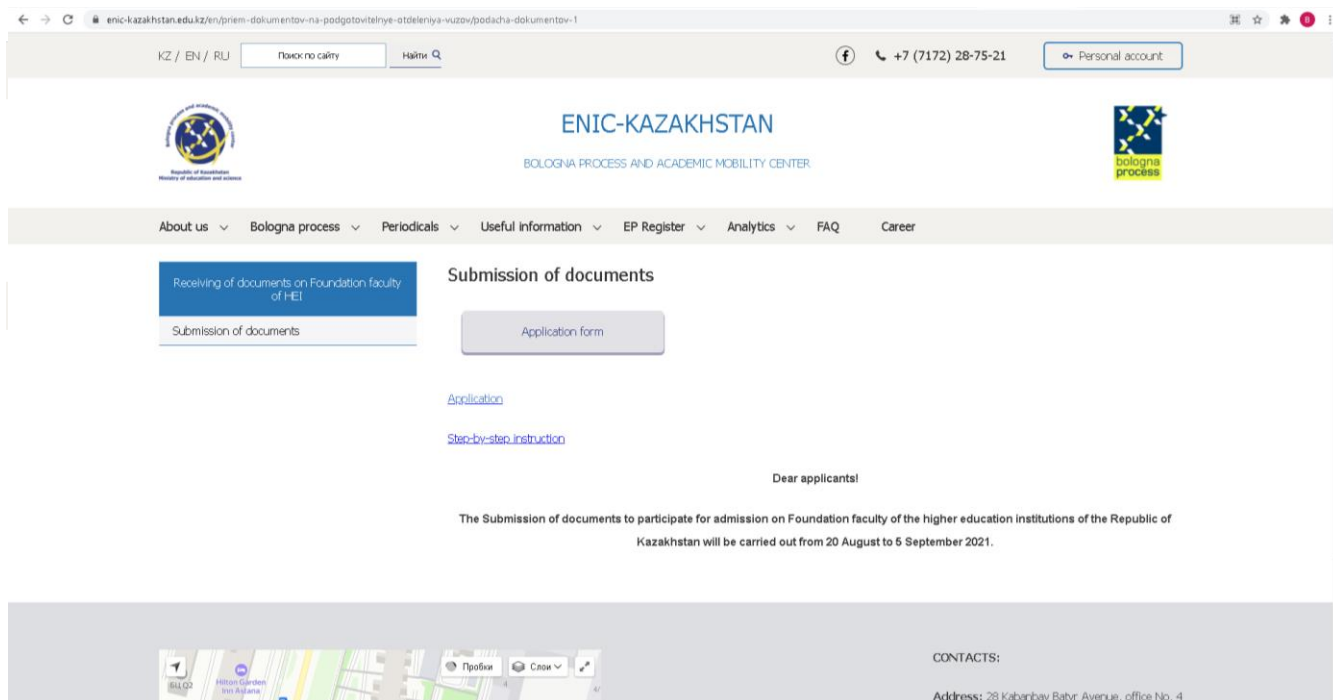 enic-kazakhstan.edu.kz/en/priem-dokumentov-na-podgotovitelnye-otdeleniya-vuzov/podacha-dokumentov-1
KZ / EN / RU
Поиск по сайту
Найти
+7 (7172) 28-75-21
Personal account
bologna process and academic mobility center
Republic of Kazakhstan
Ministry of education and science
ENIC-KAZAKHSTAN
BOLOGNA PROCESS AND ACADEMIC MOBILITY CENTER
bologna
process
About us
Bologna process
Periodicals
Useful information
EP Register
Analytics
FAQ
Career
Receiving of documents on Foundation faculty
of HEI
Submission of documents
Submission of documents
Application form
Application
Step-by-step instruction
Dear applicants!
The Submission of documents to participate for admission on Foundation faculty of the higher education institutions of the Republic of
Kazakhstan will be carried out from 20 August to 5 September 2021.
Hilton Garden
Inn Astana
Пробки
Слои
CONTACTS:
Address: 28 Kabanbay Batyr Avenue, office No. 4